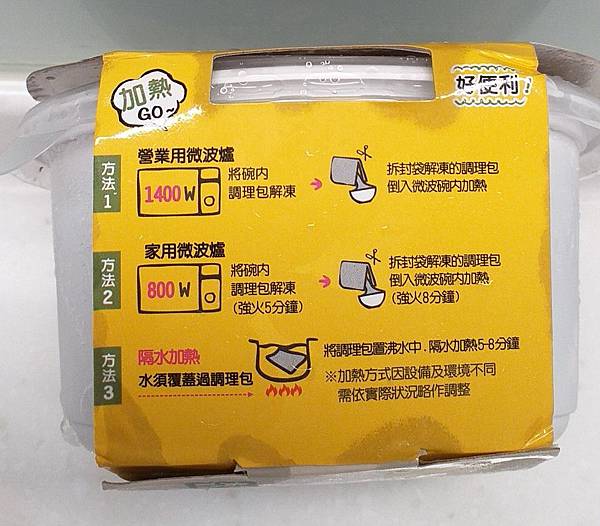 加熱
GO~
好便利!
方法1
營業用微波爐
1400W
將碗內
調理包解凍
拆封袋解凍的調理包
倒入微波碗內加熱
方法2
家用微波爐
800W
將碗內
調理包解凍
(強火5分鐘)
拆封袋解凍的調理包
倒入微波碗內加熱
(強火8分鐘)
方法3
隔水加熱
水須覆蓋過調理包
將調理包置沸水中.隔水加熱5-8分鐘
※加熱方式因設備及環境不同
需依實際狀況略作調整